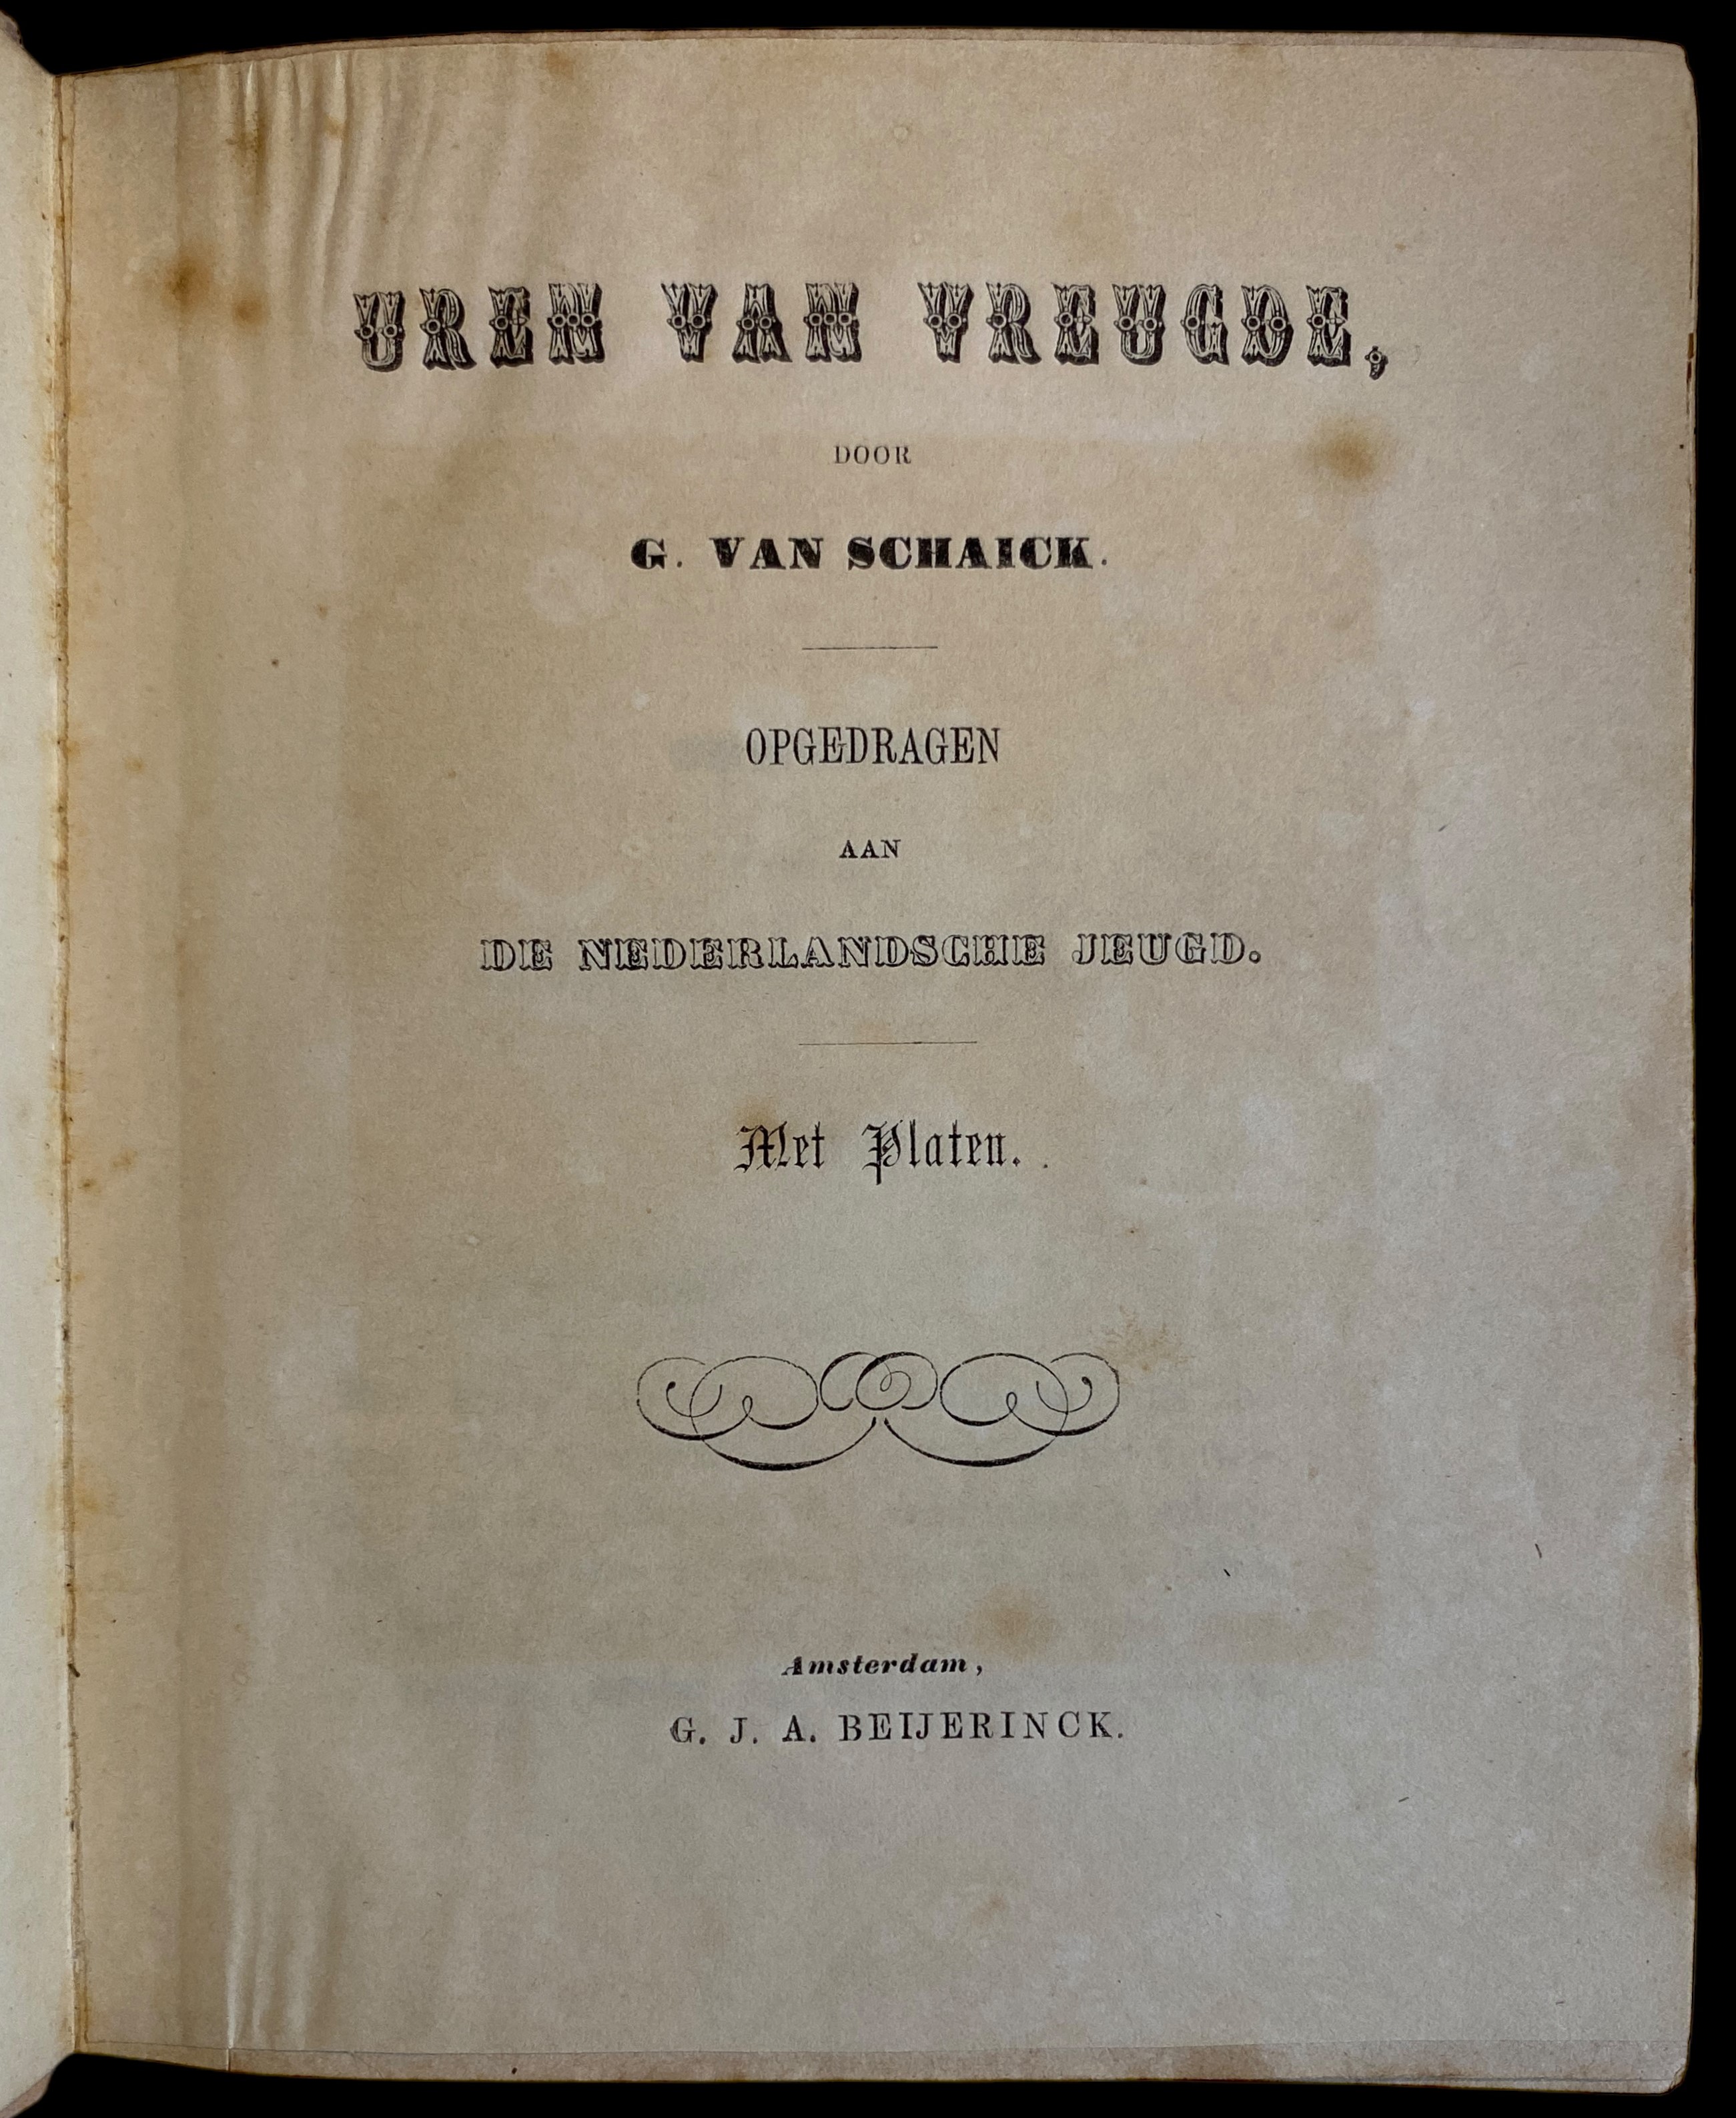 UREN VAN VREUGDE,
DOOR
G. VAN SCHAICK.
OPGEDRAGEN
AAN
DE NEDERLANDSCHE JEUGD.
Met Platen.
Amsterdam,
G. J. A. BEIJERINCK.